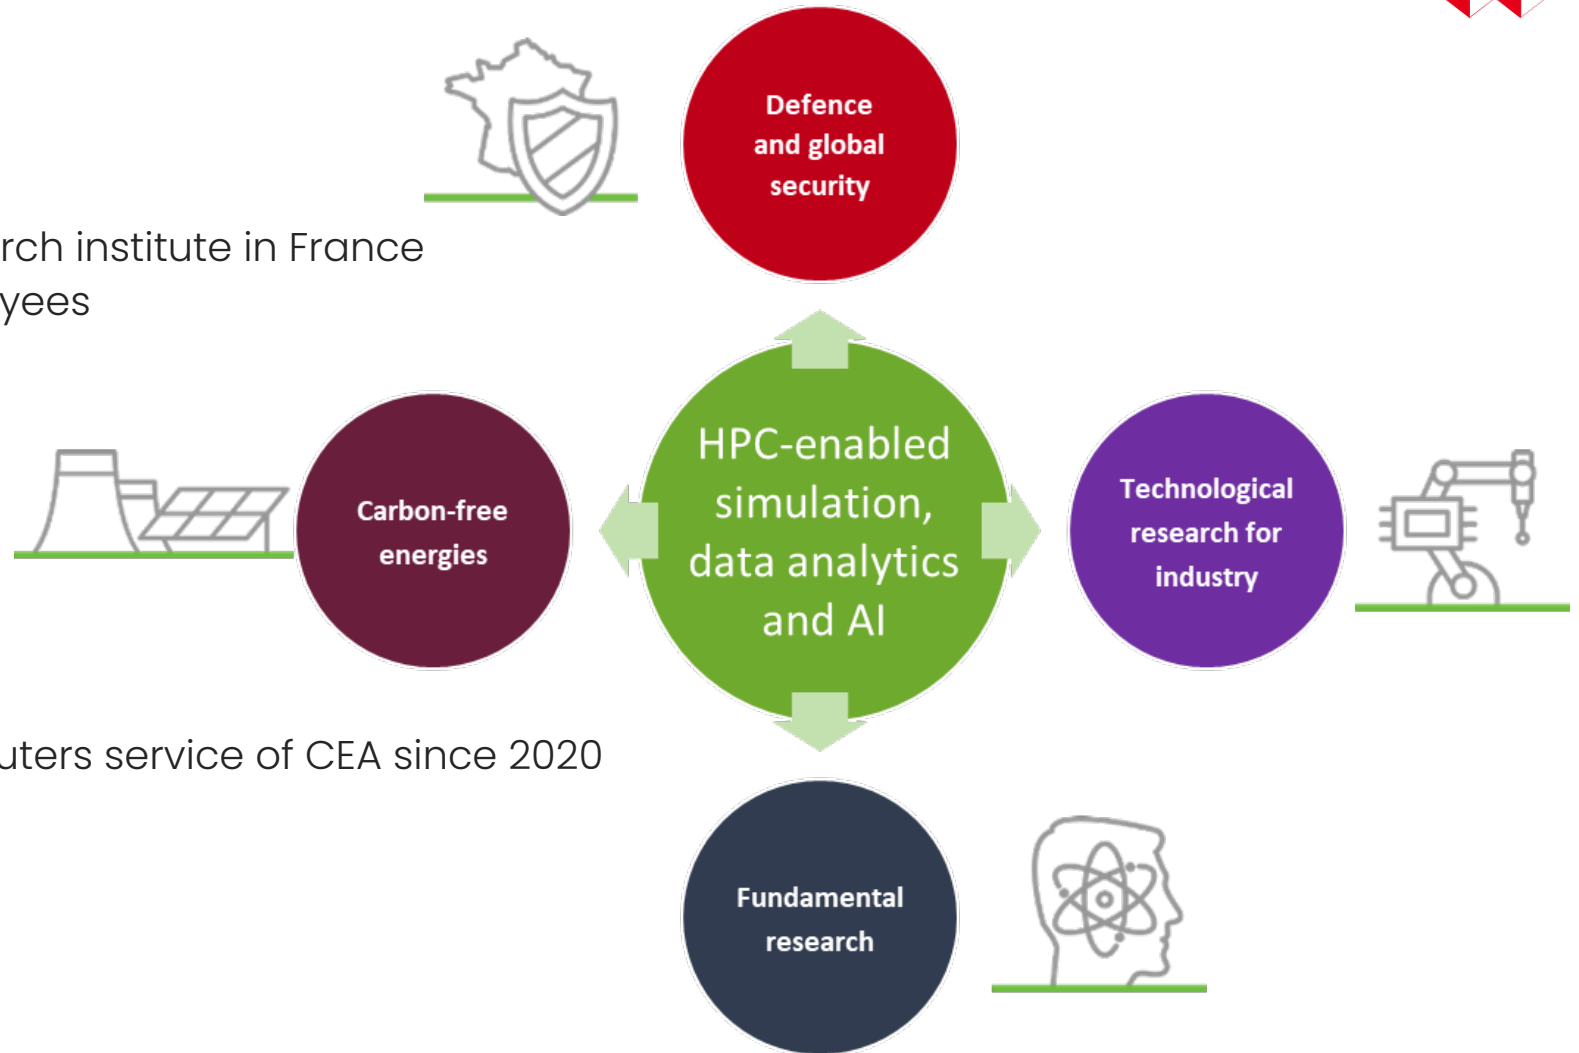 Defence
and global
security
rch institute in France
yees
HPC-enabled
simulation,
data analytics
and AI
Carbon-free
energies
Technological
research for
industry
uters service of CEA since 2020
Fundamental
research